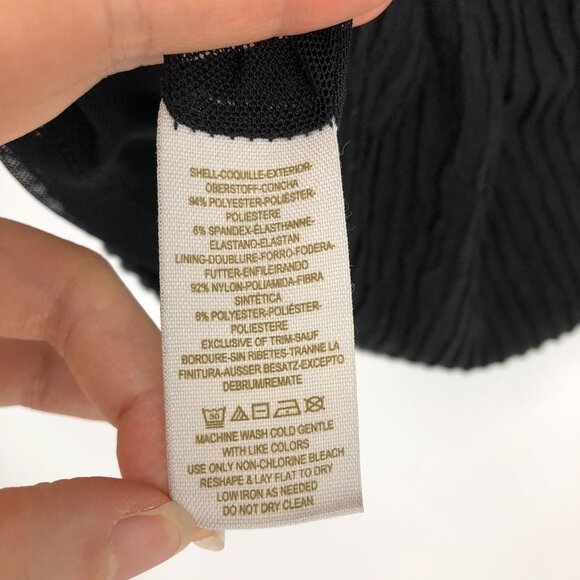 SHELL-COQUILLE-EXTERIOR-
OBERSTOFF-CONCHA
94% POLYESTER-POLIÉSTER-
POLIESTERE
6% SPANDEX-ÉLASTHANNE-
ELASTAND-ELASTAN
LINING-DOUBLURE-FORRO-FODERA-
FUTTER-ENFILEIRANDO
92% NYLON-POLIAMIDA-FIBRA
SINTÉTICA
8% POLYESTER-POLIÉSTER-
POLIESTERE
EXCLUSIVE OF TRIM-SAUF
BORDURE-SIN RIBETES-TRANNE LA
FINITURA-AUSSER BESATZ-EXCEPTO
DEBRUM/REMATE
30
MACHINE WASH COLD GENTLE
WITH LIKE COLORS
USE ONLY NON-CHLORINE BLEACH
RESHAPE & LAY FLAT TO DRY
LOW IRON AS NEEDED
DO NOT DRY CLEAN